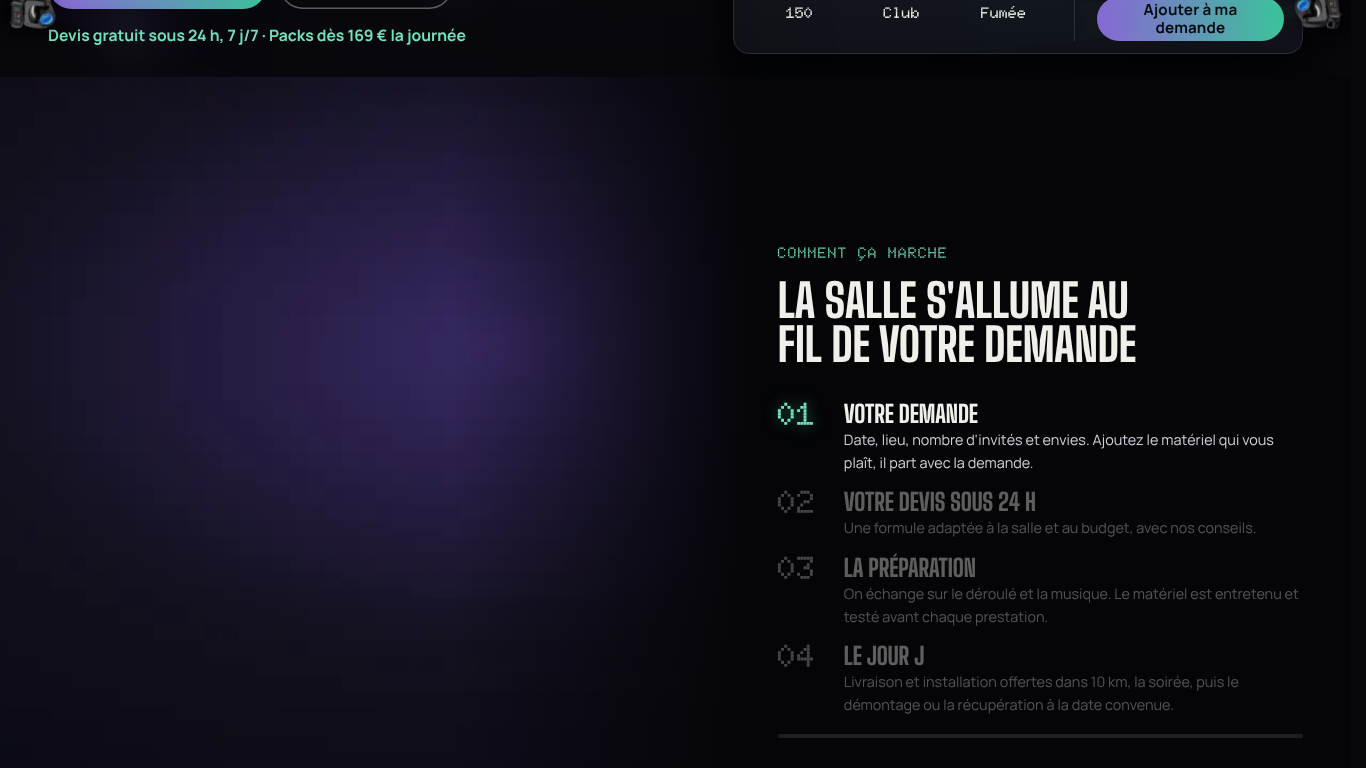 Devis gratuit sous 24 h, 7 j/7 · Packs dès 169 € la journée
150 Club Fumée
Ajouter à ma
demande
COMMENT ÇA MARCHE
LA SALLE S'ALLUME AU
FIL DE VOTRE DEMANDE
01 VOTRE DEMANDE
Date, lieu, nombre d'invités et envies. Ajoutez le matériel qui vous
plaît, il part avec la demande.
02 VOTRE DEVIS SOUS 24 H
Une formule adaptée à la salle et au budget, avec nos conseils.
03 LA PRÉPARATION
On échange sur le déroulé et la musique. Le matériel est entretenu et
testé avant chaque prestation.
04 LE JOUR J
Livraison et installation offertes dans 10 km, la soirée, puis le
démontage ou la récupération à la date convenue.